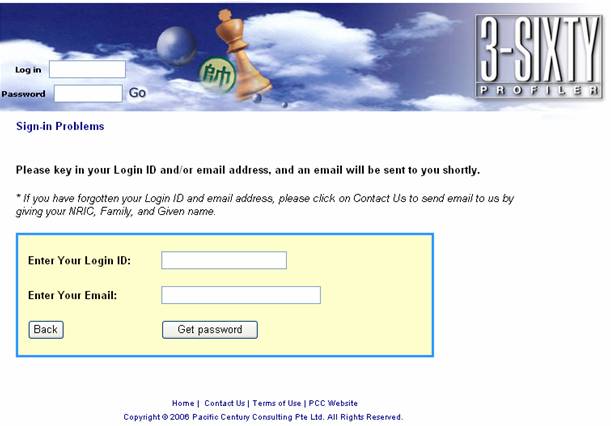 3-SIXTY
PROFILER
帥
Log in
Password Go
Sign-in Problems
Please key in your Login ID and/or email address, and an email will be sent to you shortly.
* If you have forgotten your Login ID and email address, please click on Contact Us to send email to us by
giving your NRIC, Family, and Given name.
Enter Your Login ID:
Enter Your Email:
Back Get password
Home | Contact Us | Terms of Use | PCC Website
Copyright © 2006 Pacific Century Consulting Pte Ltd. All Rights Reserved.